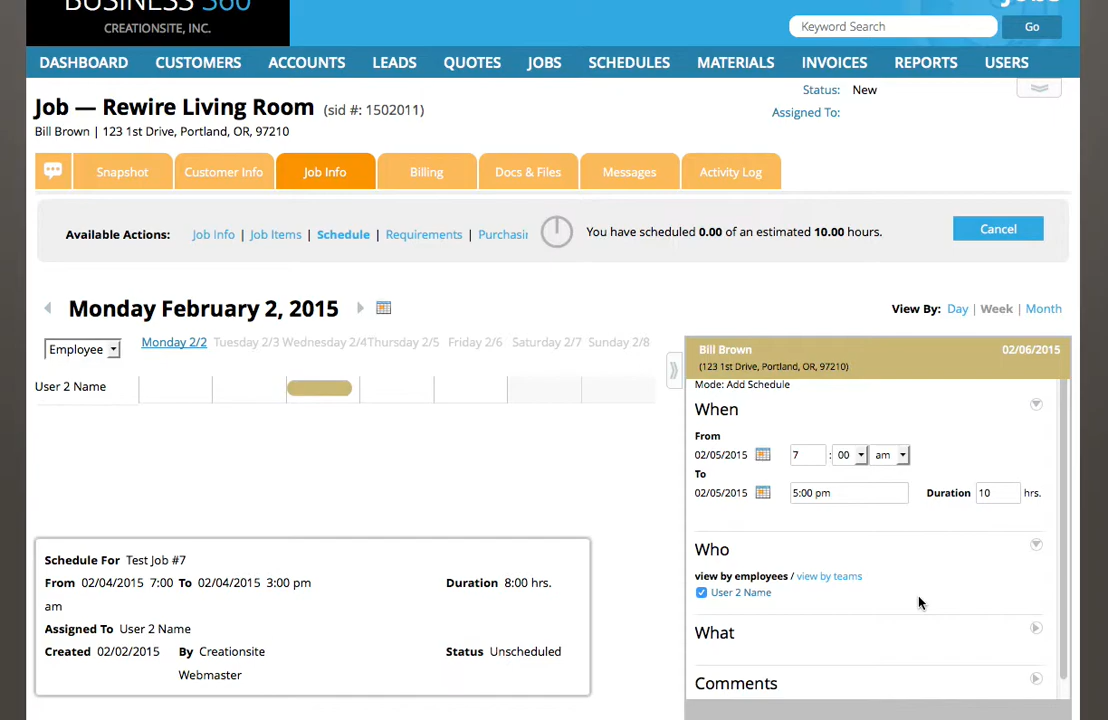 BUSINESS 360
CREATIONSITE, INC.
Jobs
Keyword Search
Go
DASHBOARD CUSTOMERS ACCOUNTS LEADS QUOTES JOBS SCHEDULES MATERIALS INVOICES REPORTS USERS
Job — Rewire Living Room (sid #: 1502011)
Status: New
Bill Brown | 123 1st Drive, Portland, OR, 97210
Assigned To:
Snapshot Customer Info Job Info Billing Docs & Files Messages Activity Log
Available Actions: Job Info | Job Items | Schedule | Requirements | Purchasin
You have scheduled 0.00 of an estimated 10.00 hours.
Cancel
Monday February 2, 2015
View By: Day | Week | Month
Employee
Monday 2/2 Tuesday 2/3 Wednesday 2/4 Thursday 2/5 Friday 2/6 Saturday 2/7 Sunday 2/8
User 2 Name
Bill Brown 02/06/2015
(123 1st Drive, Portland, OR, 97210)
Mode: Add Schedule
When
From
02/05/2015 7 : 00 am
To
02/05/2015 5:00 pm Duration 10 hrs.
Who
view by employees / view by teams
User 2 Name
What
Comments
Schedule For Test Job #7
From 02/04/2015 7:00 To 02/04/2015 3:00 pm Duration 8:00 hrs.
am
Assigned To User 2 Name
Created 02/02/2015 By Creationsite Status Unscheduled
Webmaster